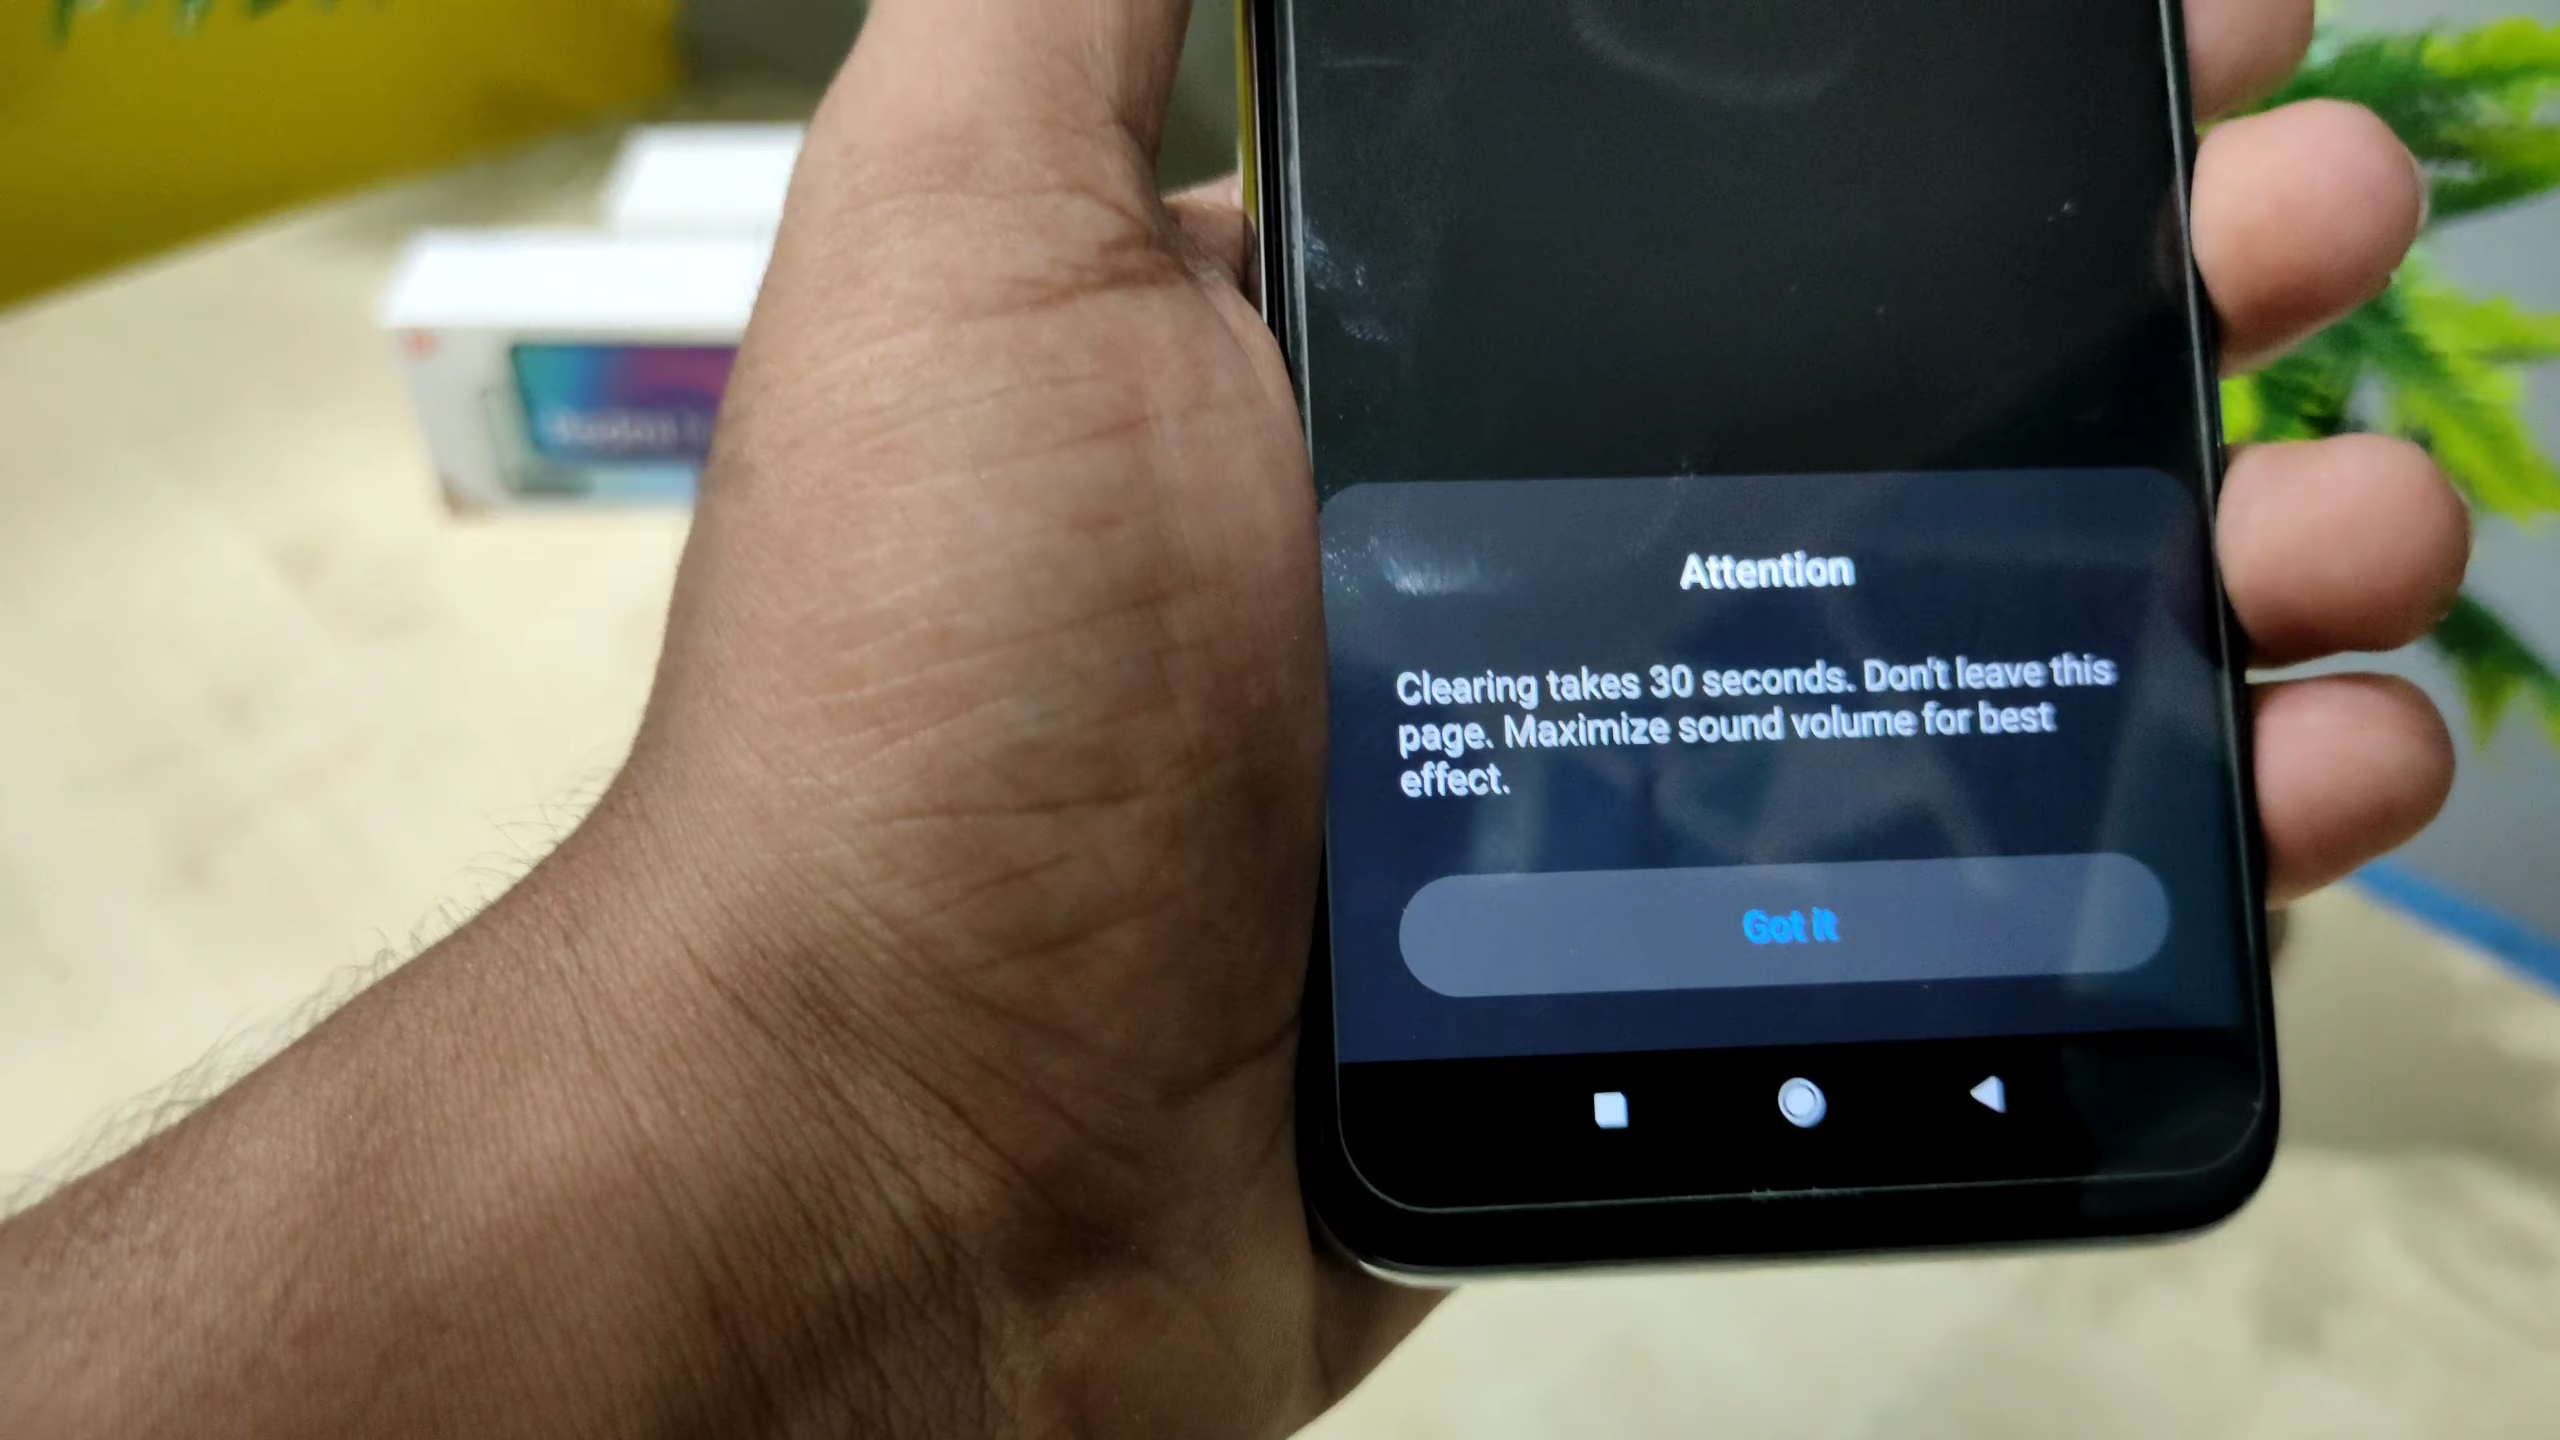 Attention
Clearing takes 30 seconds. Don't leave this
page. Maximize sound volume for best
effect.
Got it